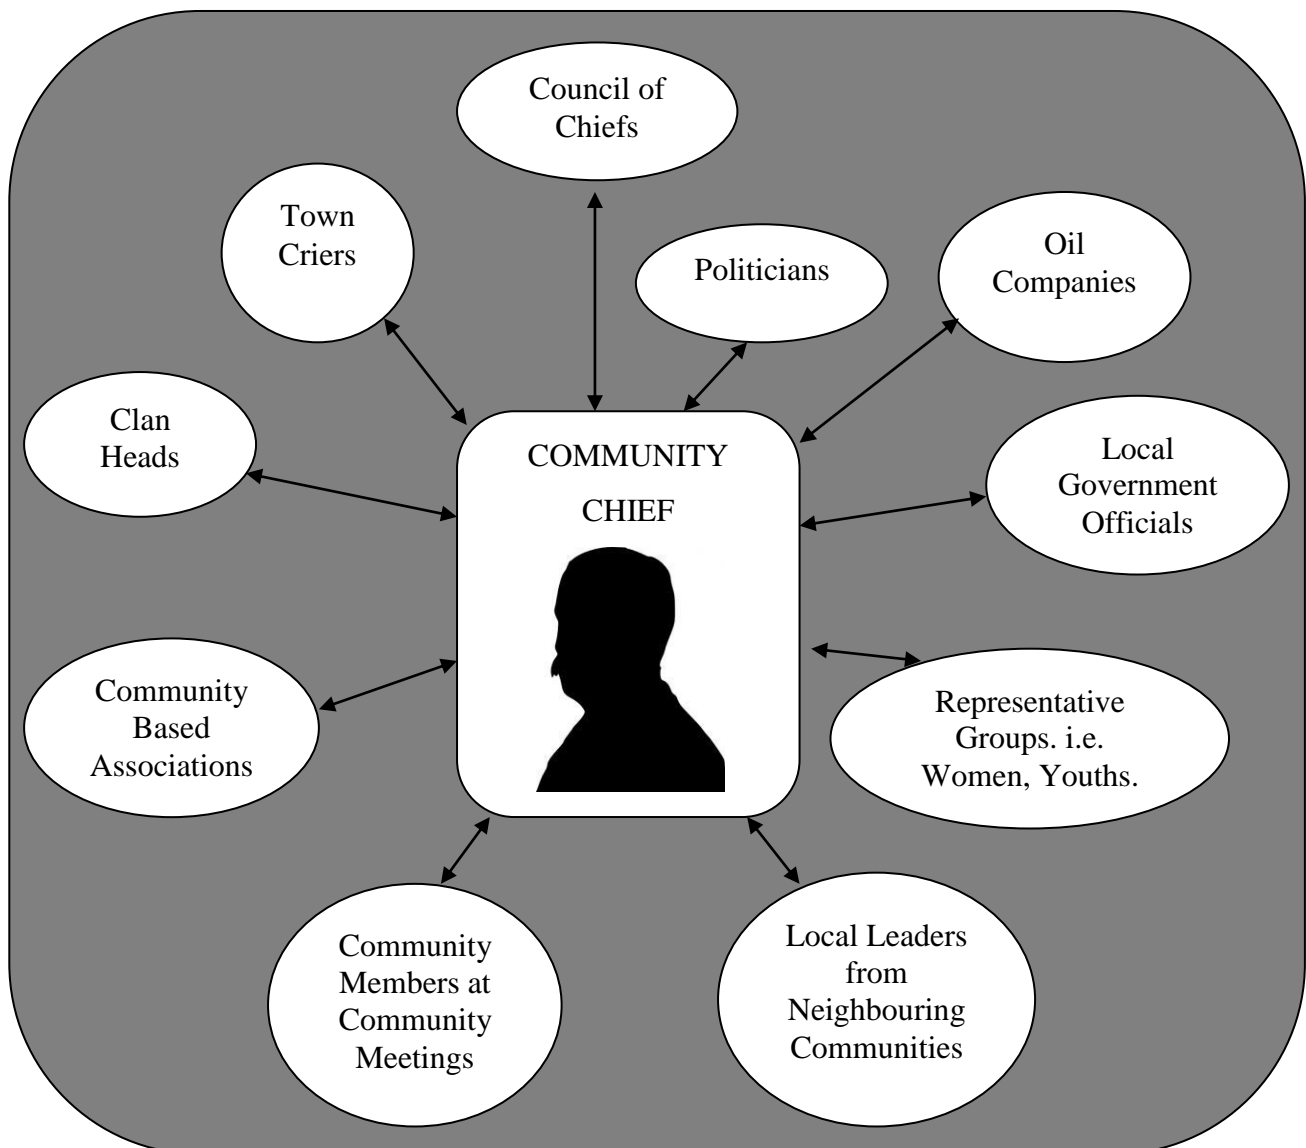 Council of
Chiefs
Town
Criers
Politicians
Oil
Companies
Clan
Heads
COMMUNITY
CHIEF
Local
Government
Officials
Community
Based
Associations
Representative
Groups. i.e.
Women, Youths.
Community
Members at
Community
Meetings
Local Leaders
from
Neighbouring
Communities